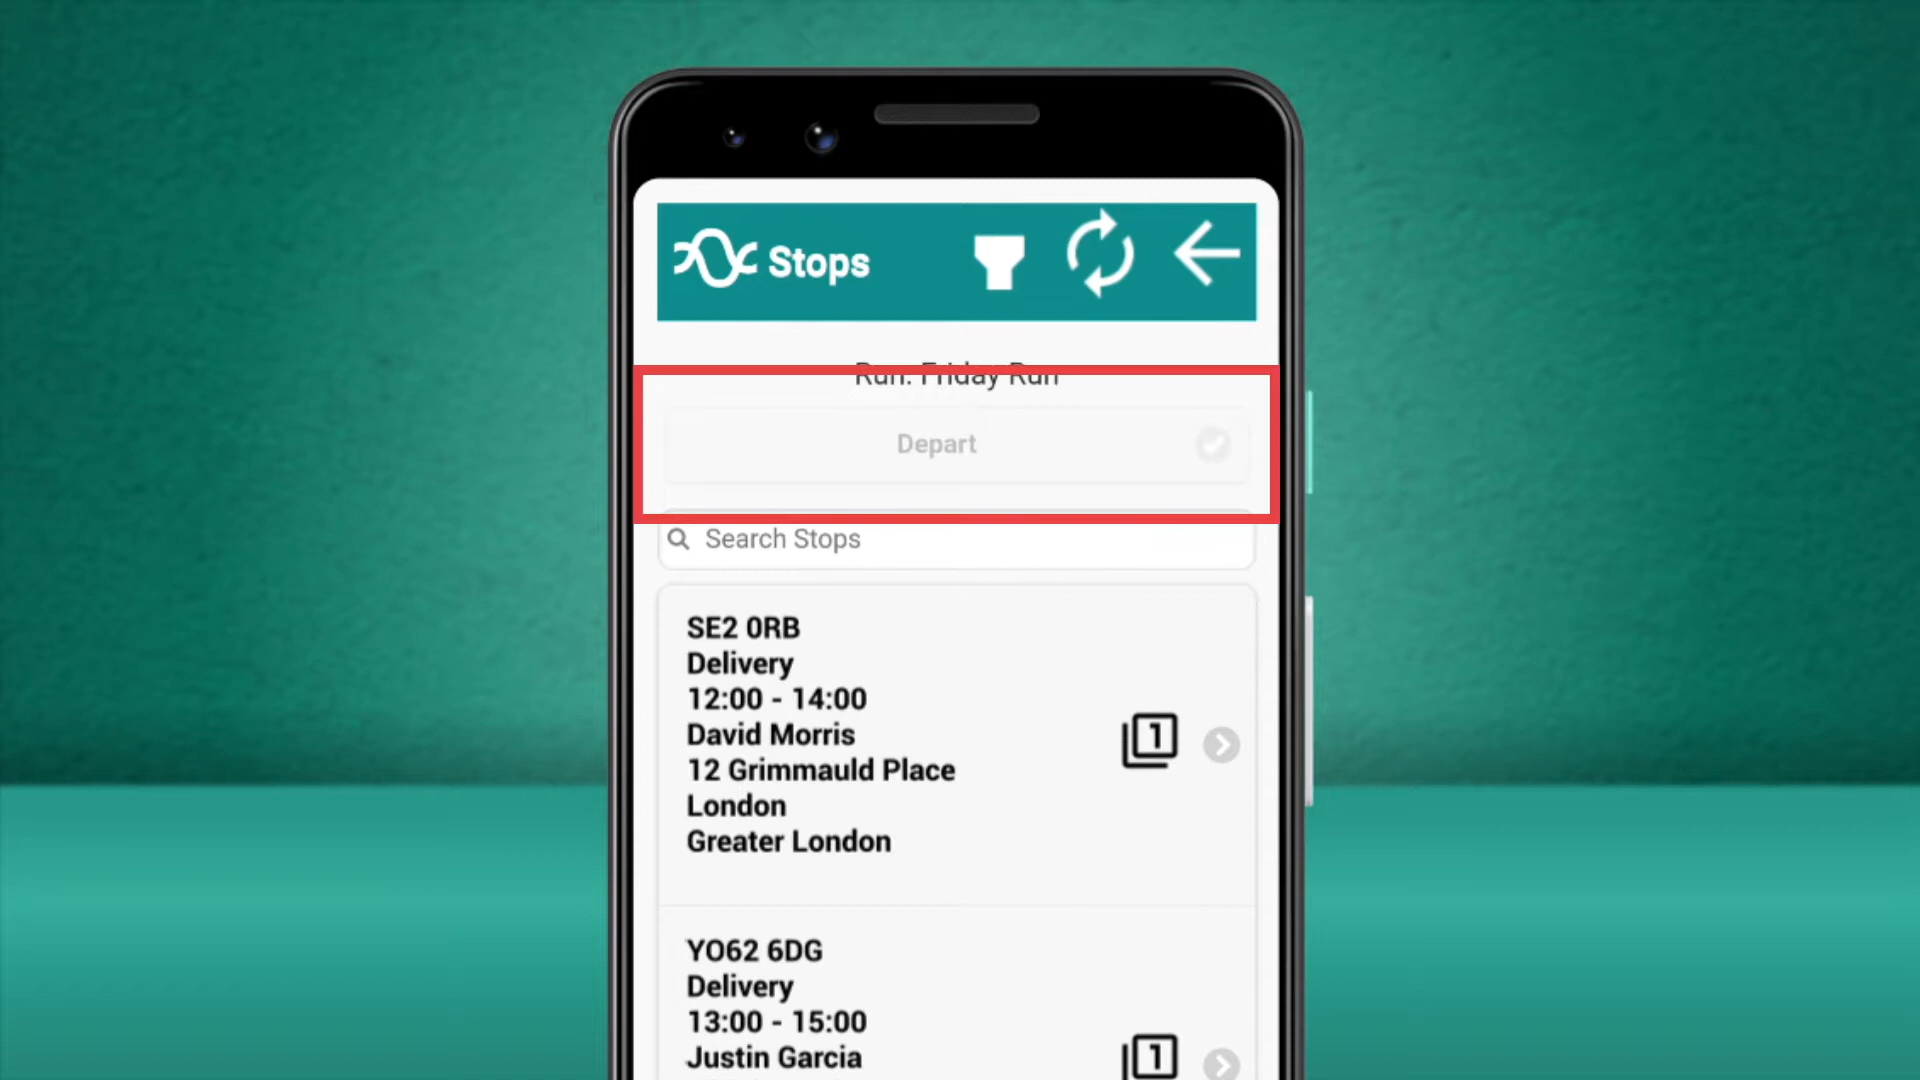 Stops
Run: Friday Run
Depart
Search Stops
SE2 0RB
Delivery
12:00 - 14:00
David Morris
12 Grimmauld Place
London
Greater London
1
YO62 6DG
Delivery
13:00 - 15:00
Justin Garcia
1